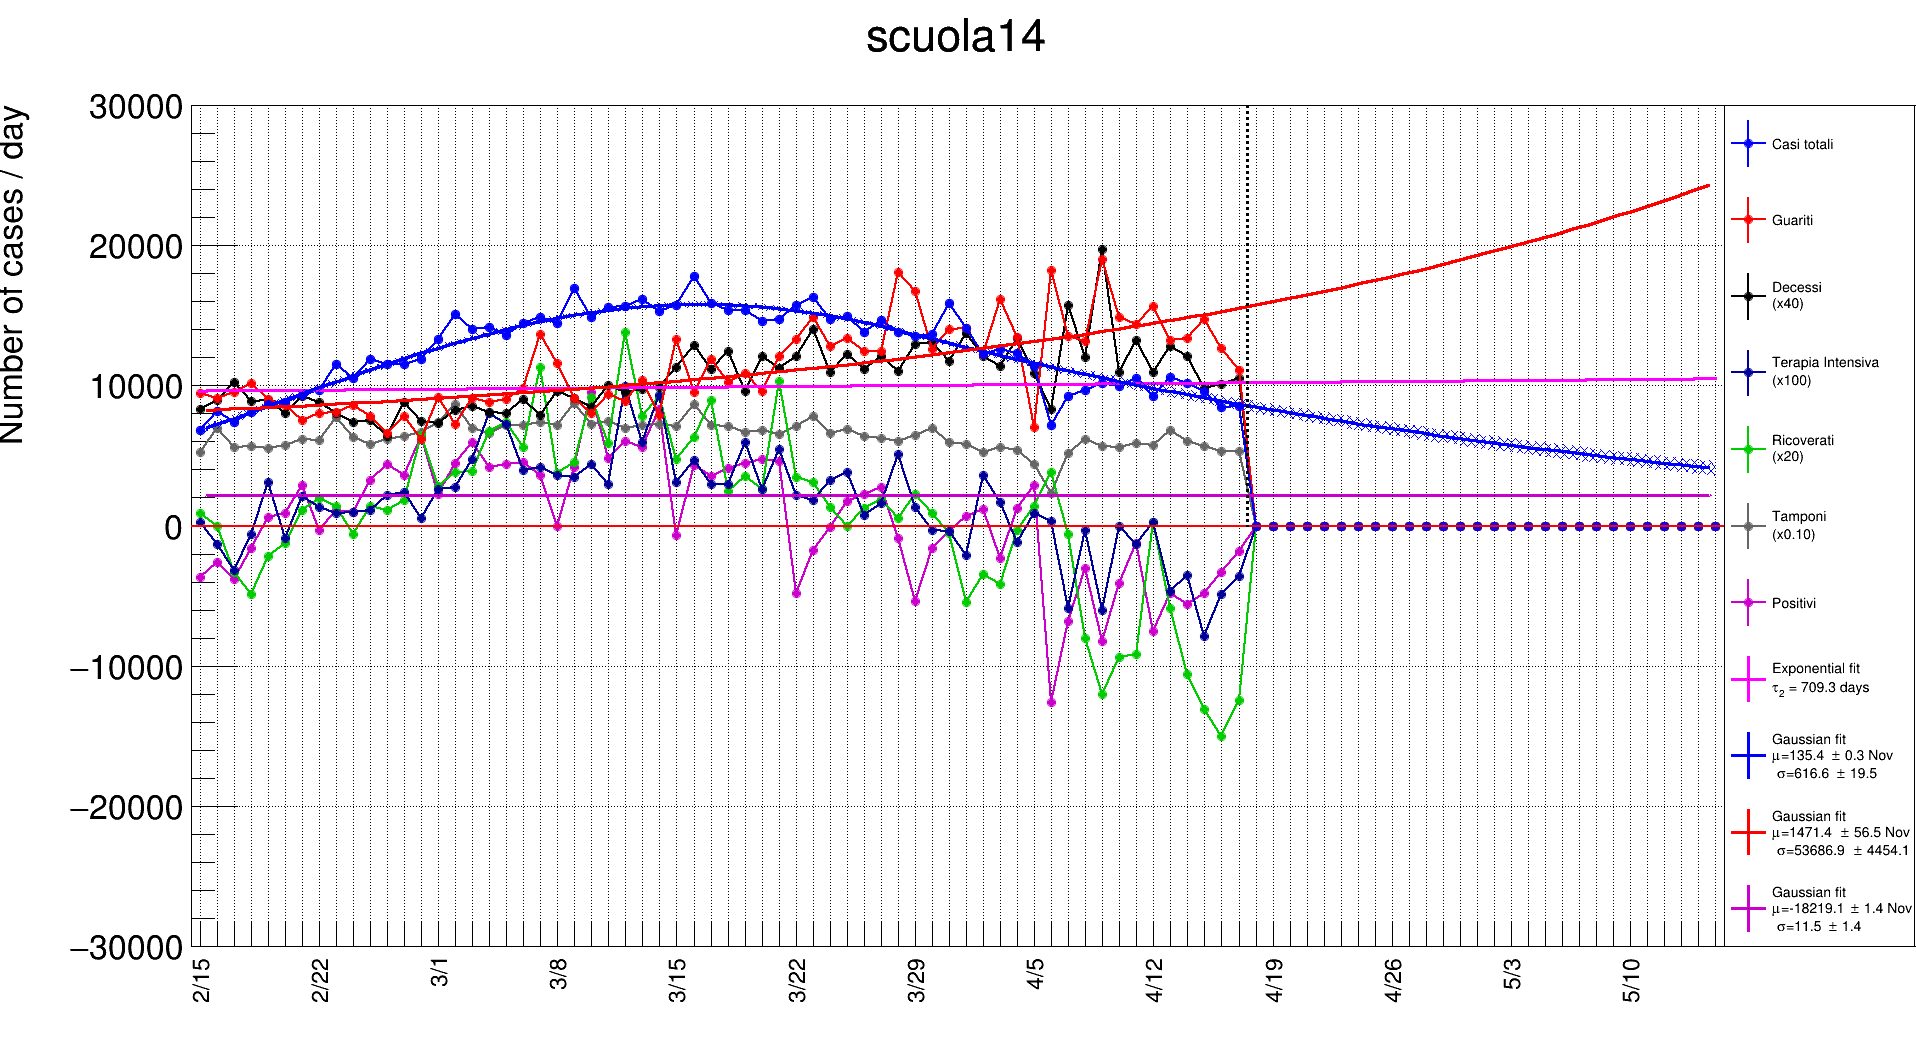 scuola14
Number of cases / day
30000
20000
10000
0
−10000
−20000
−30000
2/15
2/22
3/1
3/8
3/15
3/22
3/29
4/5
4/12
4/19
4/26
5/3
5/10
Casi totali
Guariti
Decessi
(x40)
Terapia Intensiva
(x100)
Ricoverati
(x20)
Tamponi
(x0.10)
Positivi
Exponential fit
τ2 = 709.3 days
Gaussian fit
μ=135.4 ± 0.3 Nov
σ=616.6 ± 19.5
Gaussian fit
μ=1471.4 ± 56.5 Nov
σ=53686.9 ± 4454.1
Gaussian fit
μ=-18219.1 ± 1.4 Nov
σ=11.5 ± 1.4